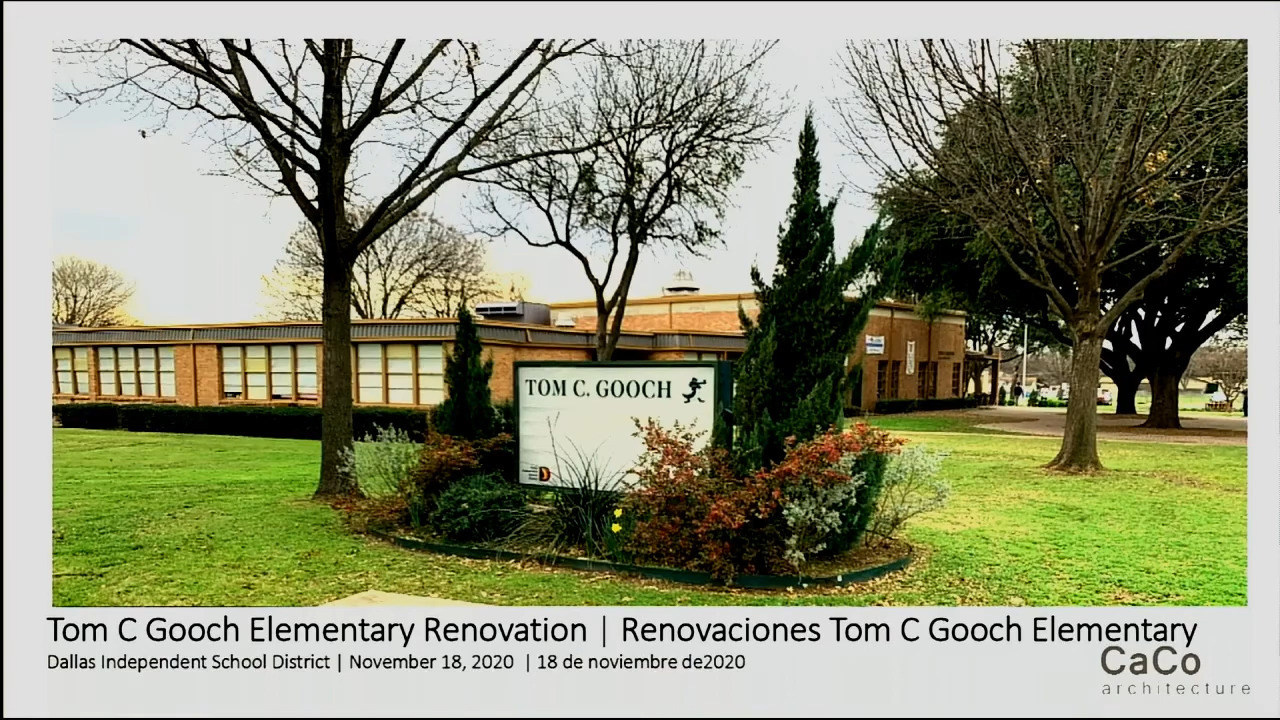 TOM C. GOOCH
Tom C Gooch Elementary Renovation | Renovaciones Tom C Gooch Elementary
Dallas Independent School District | November 18, 2020 | 18 de noviembre de2020
CaCo
architecture